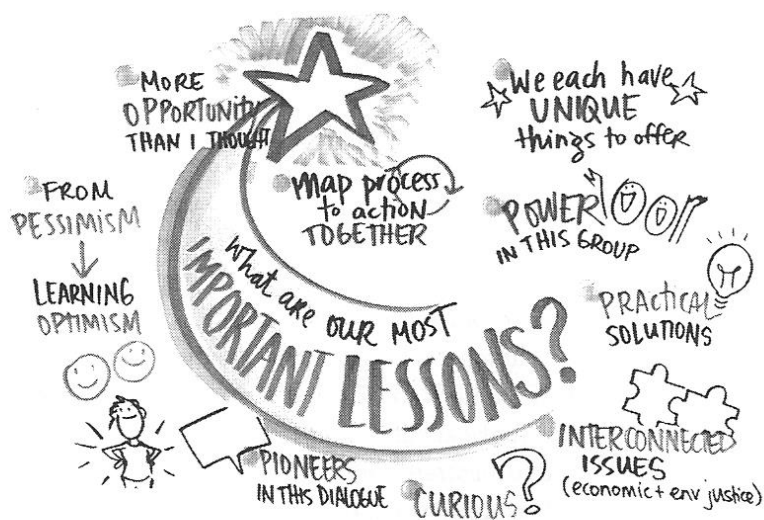 MORE
OPPORTUNITY
THAN I THOUGHT
We each have
UNIQUE
things to offer
map process
to action
TOGETHER
FROM
PESSIMISM
LEARNING
OPTIMISM
POWER
IN THIS GROUP
What are our most
IMPORTANT LESSONS?
PRACTICAL
SOLUTIONS
INTERCONNECTED
ISSUES
(economic + env justice)
PIONEERS
IN THIS DIALOGUE
CURIOUS?